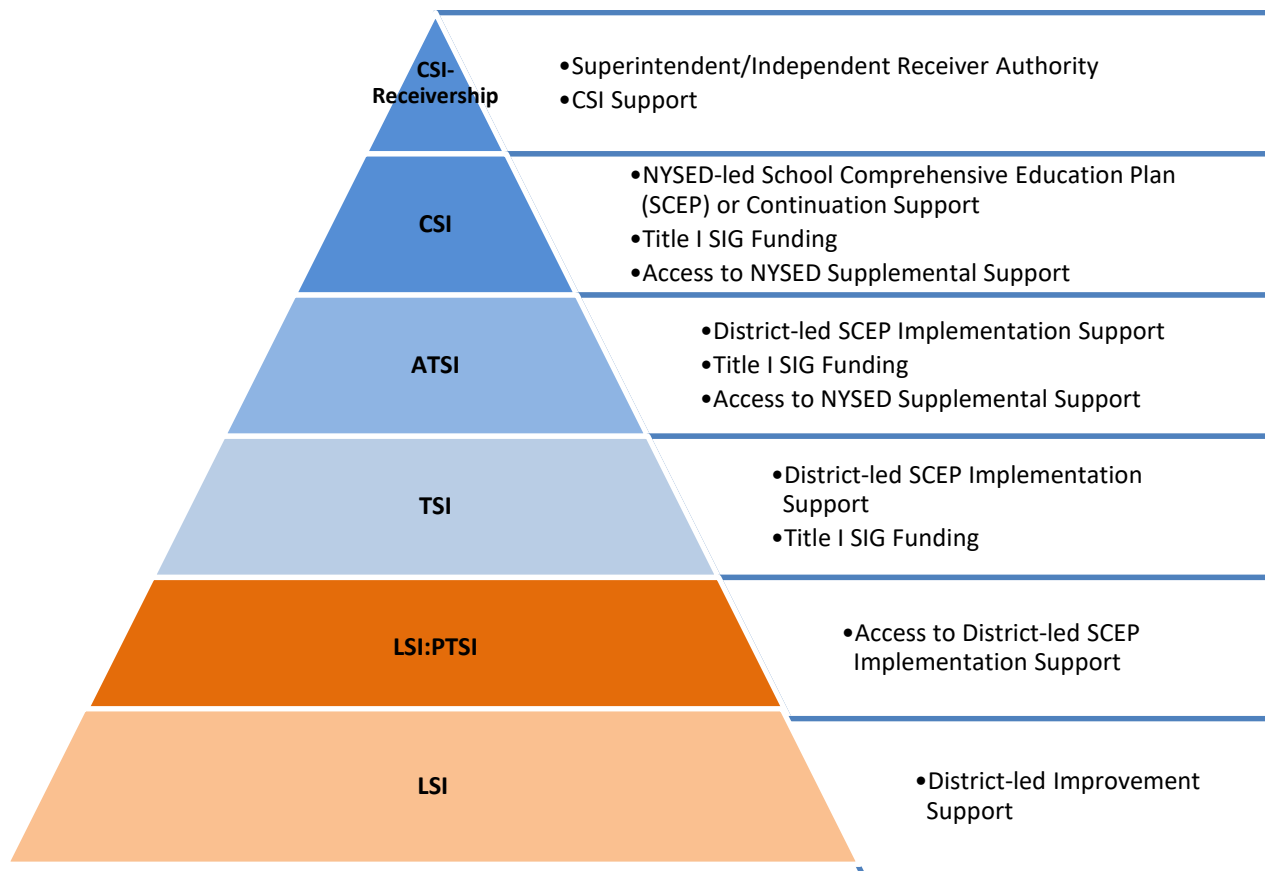 CSI-
Receivership
•Superintendent/Independent Receiver Authority
•CSI Support
CSI
•NYSED-led School Comprehensive Education Plan
(SCEP) or Continuation Support
•Title I SIG Funding
•Access to NYSED Supplemental Support
ATSI
•District-led SCEP Implementation Support
•Title I SIG Funding
•Access to NYSED Supplemental Support
TSI
•District-led SCEP Implementation
Support
•Title I SIG Funding
LSI:PTSI
•Access to District-led SCEP
Implementation Support
LSI
•District-led Improvement
Support